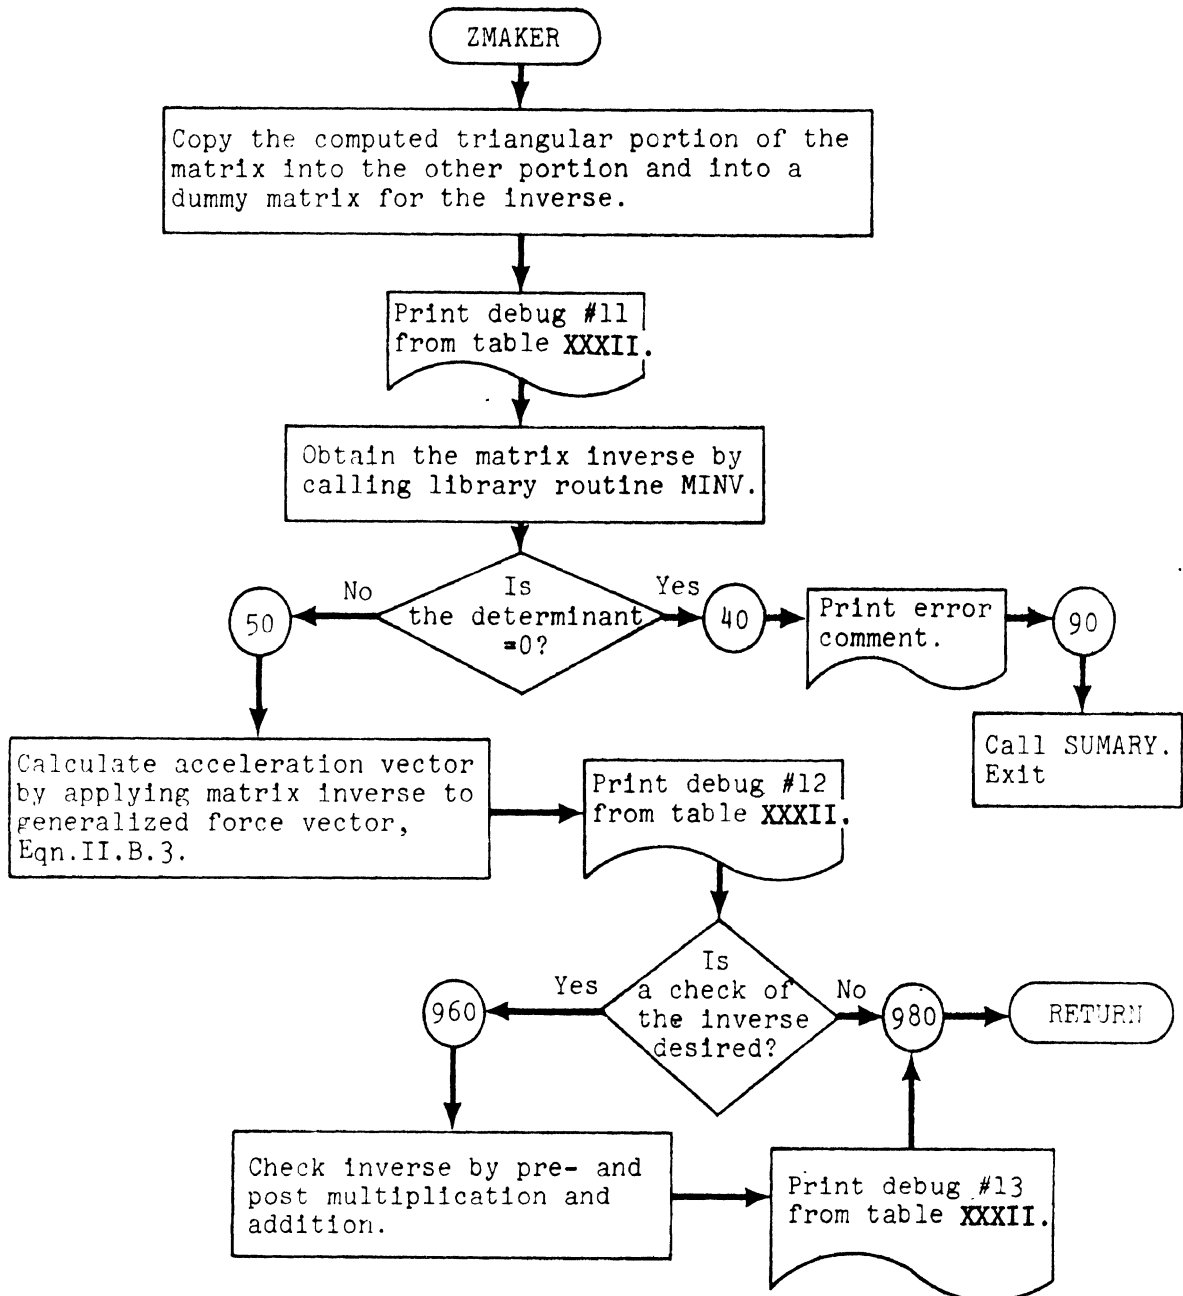 ZMAKER
Copy the computed triangular portion of the
matrix into the other portion and into a
dummy matrix for the inverse.
Print debug #11
from table XXXII.
Obtain the matrix inverse by
calling library routine MINV.
Is
the determinant
=0?
No
Yes
50
40
Print error
comment.
90
Call SUMARY.
Exit
Calculate acceleration vector
by applying matrix inverse to
generalized force vector,
Eqn.II.B.3.
Print debug #12
from table XXXII.
Is
a check of
the inverse
desired?
Yes
No
960
980
RETURN
Check inverse by pre- and
post multiplication and
addition.
Print debug #13
from table XXXII.